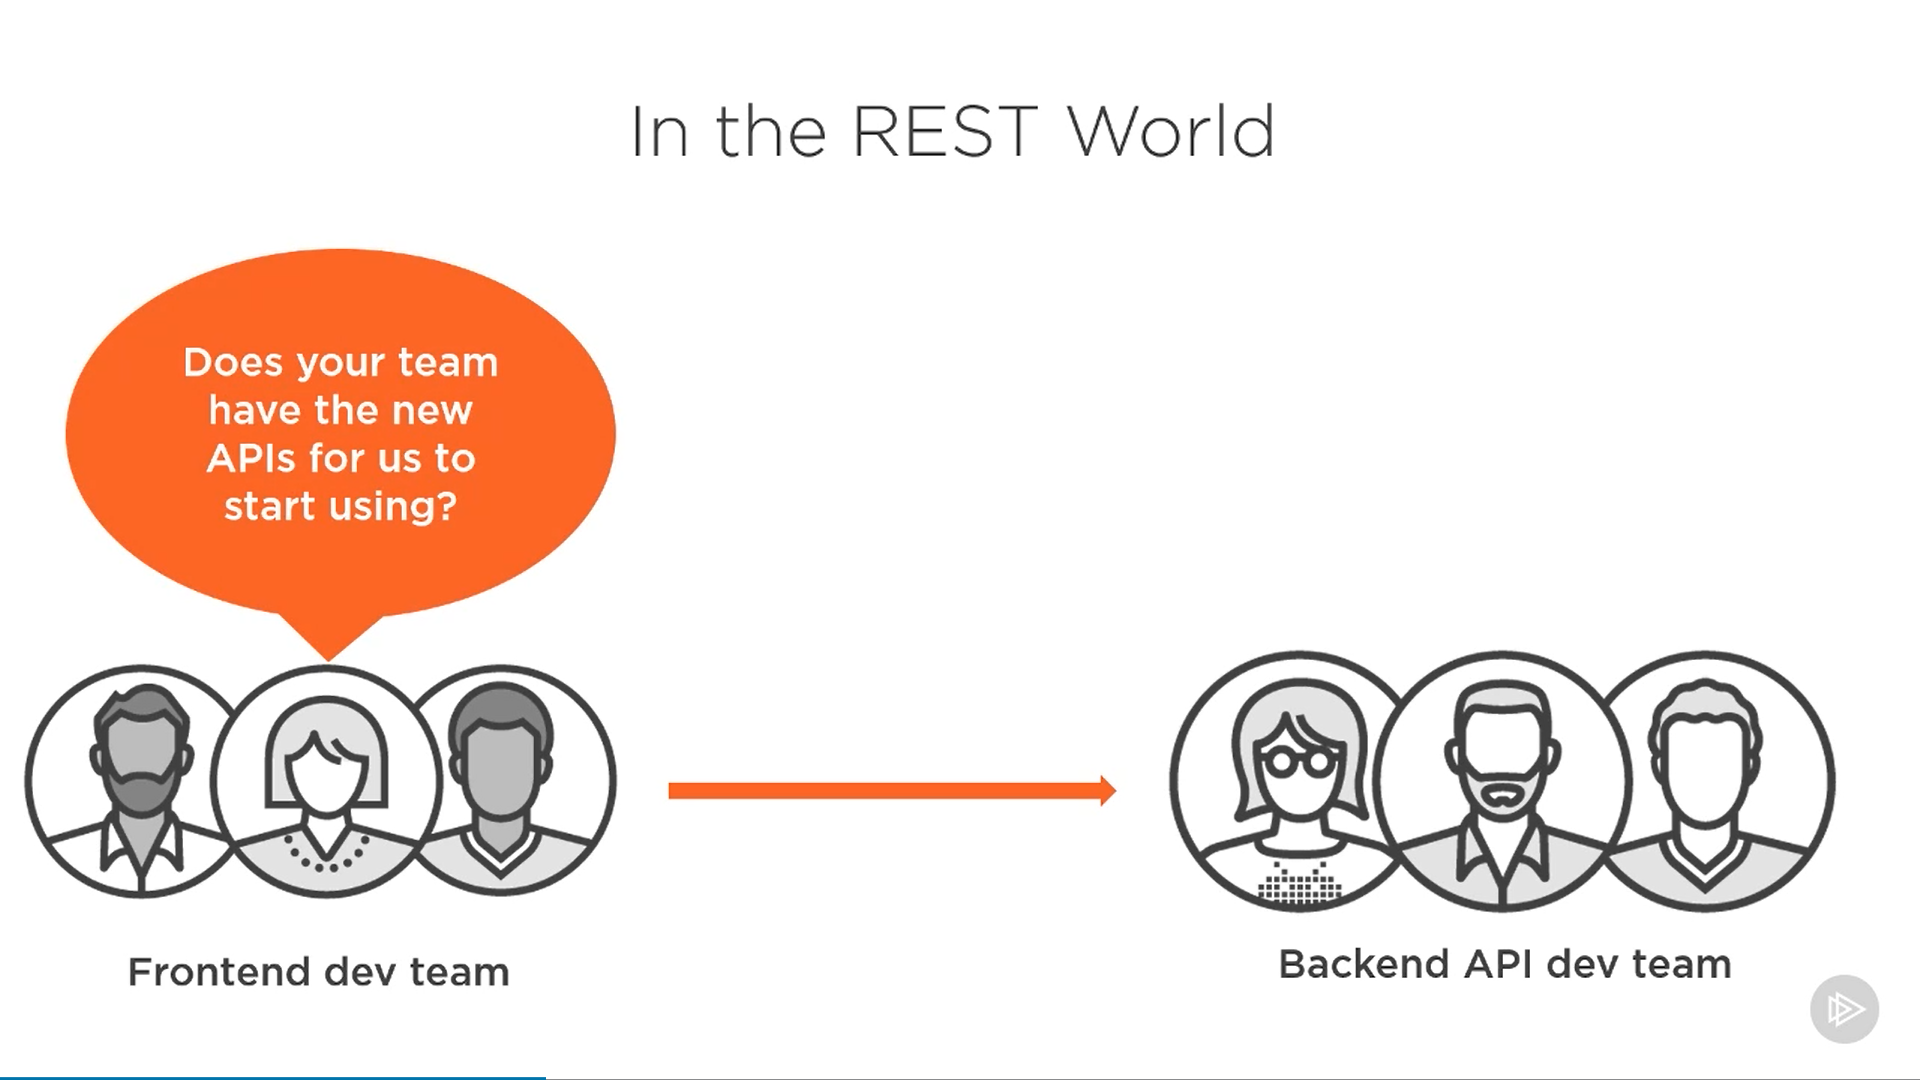 In the REST World
Does your team
have the new
APIs for us to
start using?
Frontend dev team
Backend API dev team